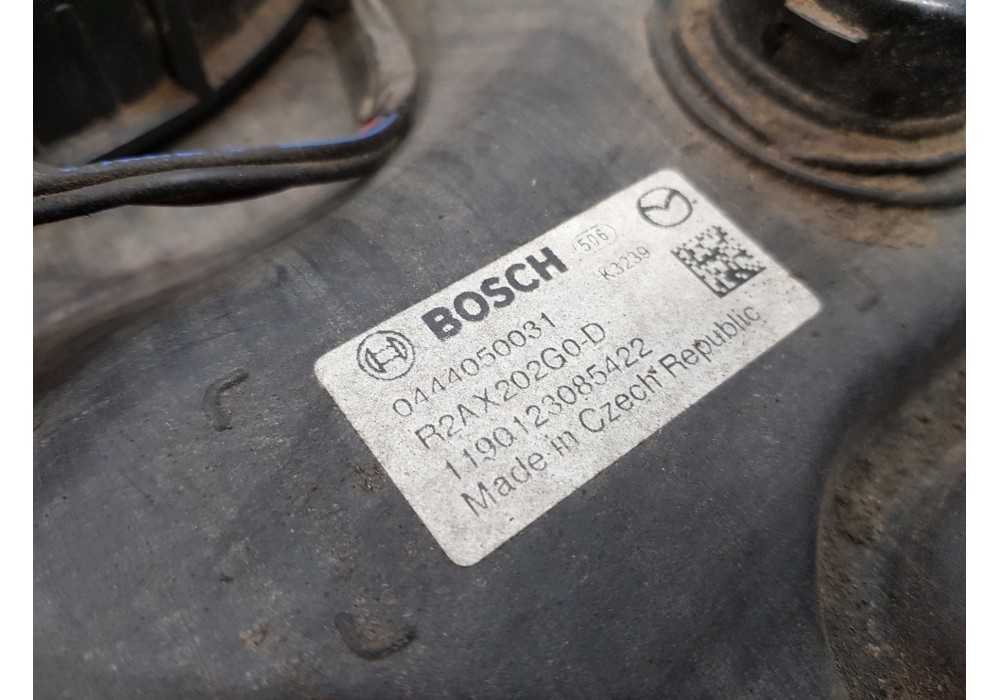 BOSCH 506
K3239
0444050031
R2AX202G0-D
1190123085422
Made in Czech Republic